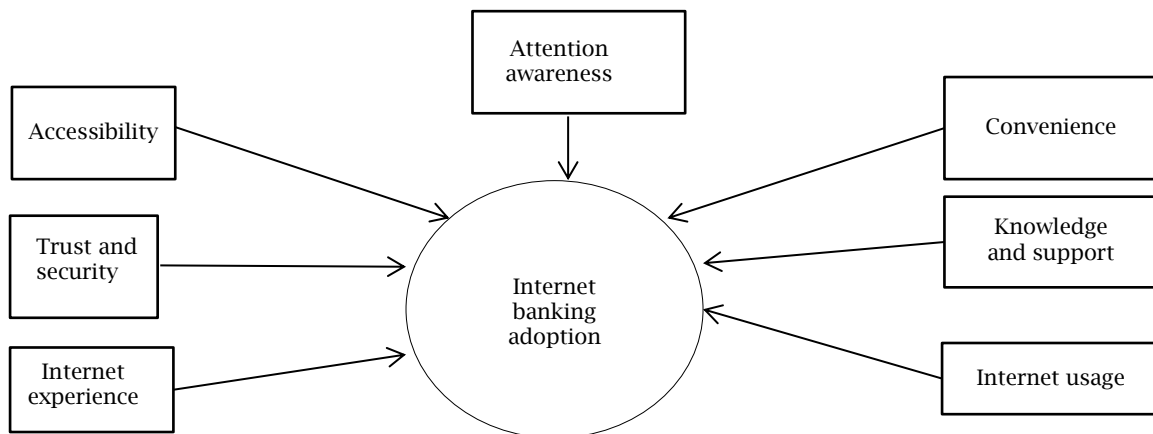 Attention
awareness
Accessibility
Convenience
Trust and
security
Knowledge
and support
Internet
banking
adoption
Internet
experience
Internet usage